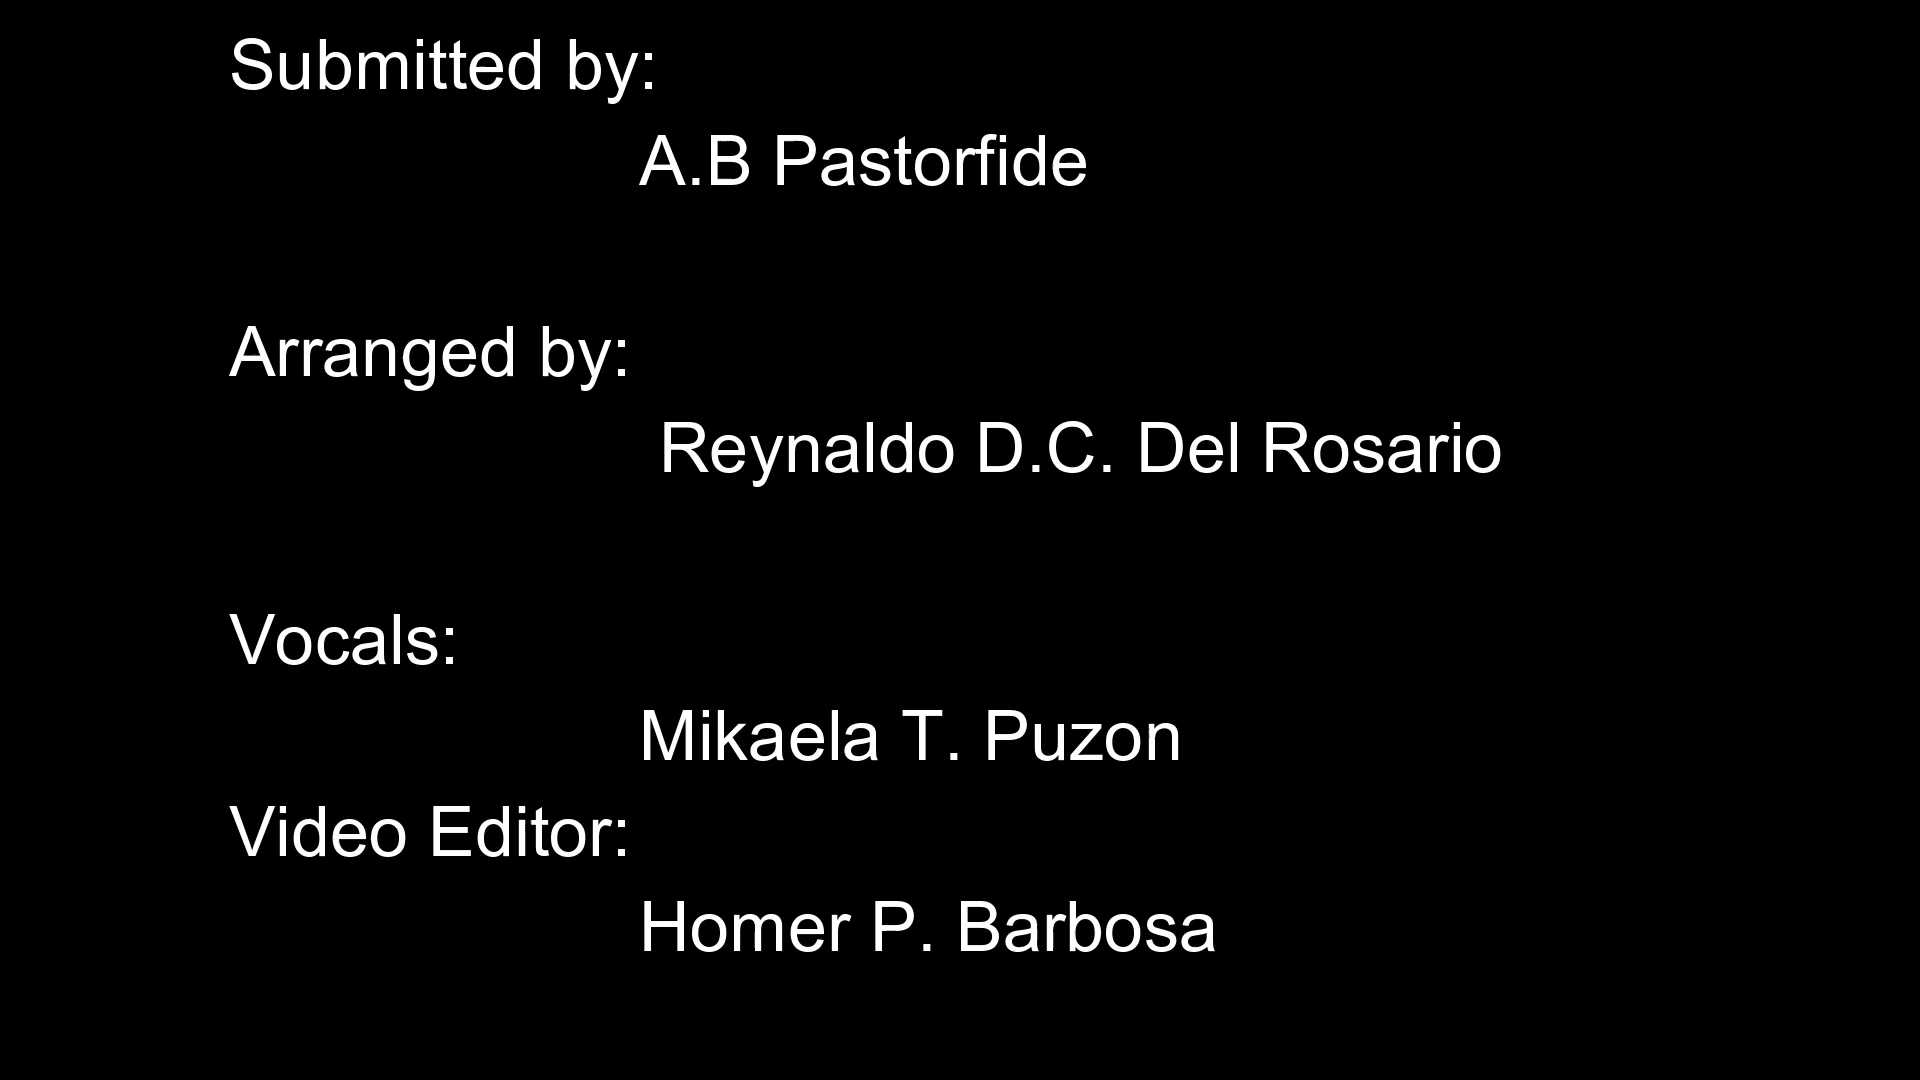 Submitted by:
A.B Pastorfide
Arranged by:
Reynaldo D.C. Del Rosario
Vocals:
Mikaela T. Puzon
Video Editor:
Homer P. Barbosa